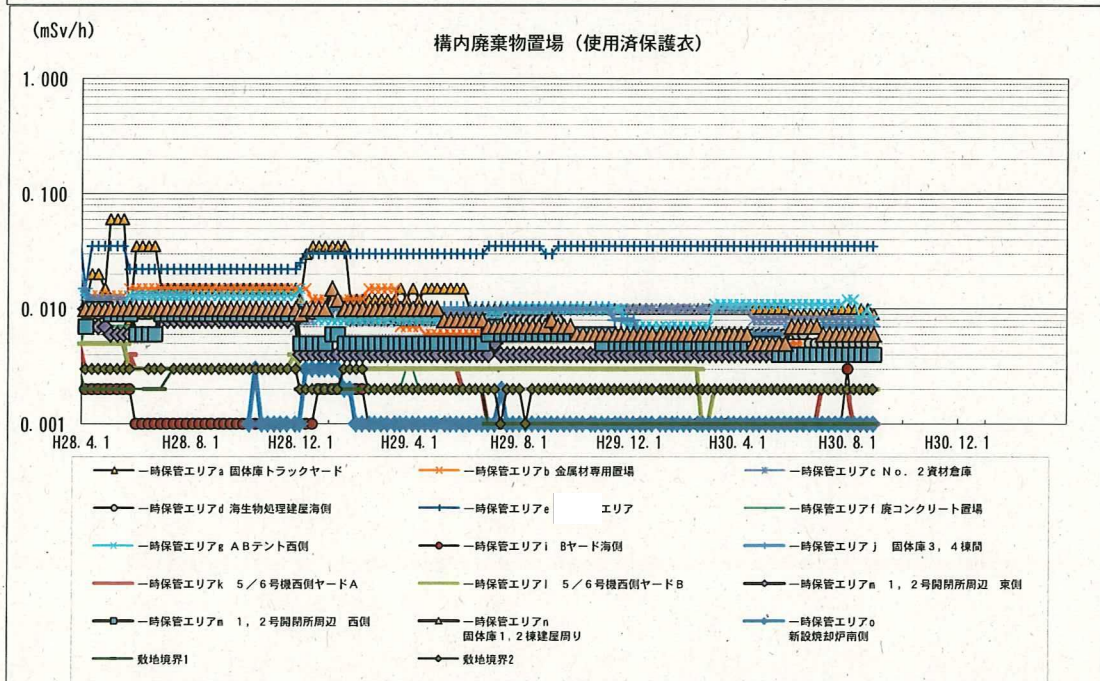 (mSv/h)
構内廃棄物置場（使用済保護衣）
1.000
0.100
0.010
0.001
H28.4.1 H28.8.1 H28.12.1 H29.4.1 H29.8.1 H29.12.1 H30.4.1 H30.8.1 H30.12.1
一時保管エリアa 固体庫トラックヤード 一時保管エリアb 金属材専用置場 一時保管エリアc No．2資材倉庫
一時保管エリアd 海生物処理建屋海側 一時保管エリアe エリア 一時保管エリアf 廃コンクリート置場
一時保管エリアg ABテント西側 一時保管エリアi Bヤード海側 一時保管エリアj 固体庫3，4棟間
一時保管エリアk 5／6号機西側ヤードA 一時保管エリアl 5／6号機西側ヤードB 一時保管エリアm 1，2号開閉所周辺 東側
一時保管エリアm 1，2号開閉所周辺 西側 一時保管エリアn 一時保管エリアo
固体庫1,2棟建屋周り 新設焼却炉南側
敷地境界1 敷地境界2